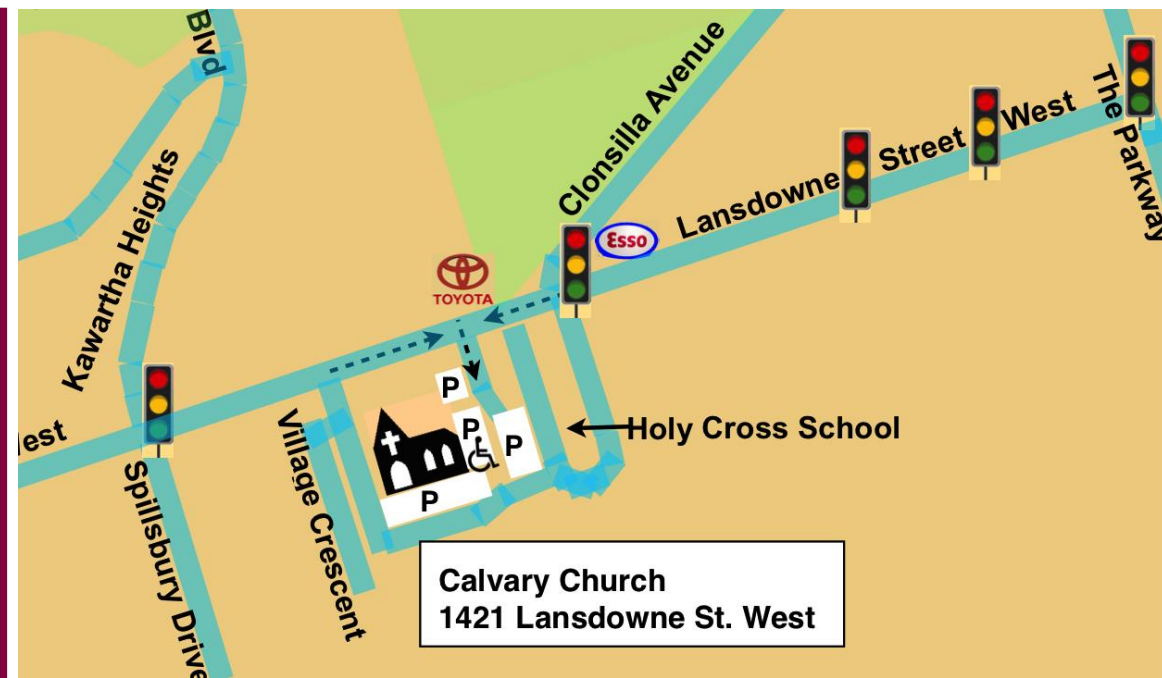 Blvd
Kawartha Heights
Clonsilla Avenue
Lansdowne Street West
The Parkway
Esso
TOYOTA
P
P
P
P
Holy Cross School
Village Crescent
Spillsbury Drive
Calvary Church
1421 Lansdowne St. West